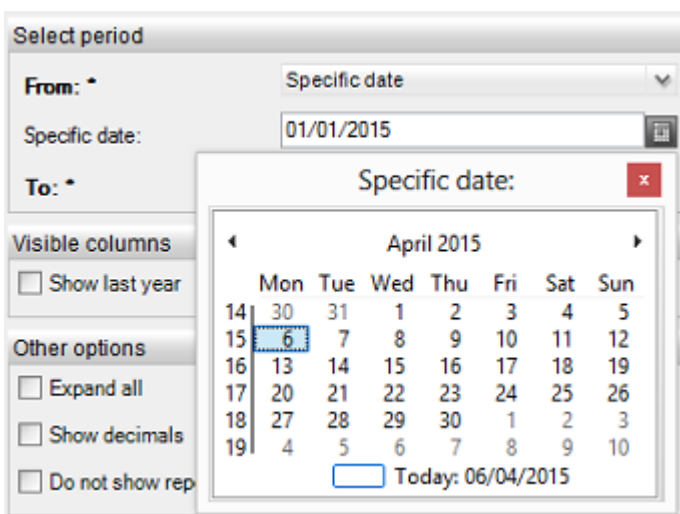 Select period
From: *
Specific date
Specific date:
01/01/2015
To: *
Specific date:
x
Visible columns
Show last year
April 2015
Mon Tue Wed Thu Fri Sat Sun
14 30 31 1 2 3 4 5
15 6 7 8 9 10 11 12
16 13 14 15 16 17 18 19
17 20 21 22 23 24 25 26
18 27 28 29 30 1 2 3
19 4 5 6 7 8 9 10
Today: 06/04/2015
Other options
Expand all
Show decimals
Do not show rep